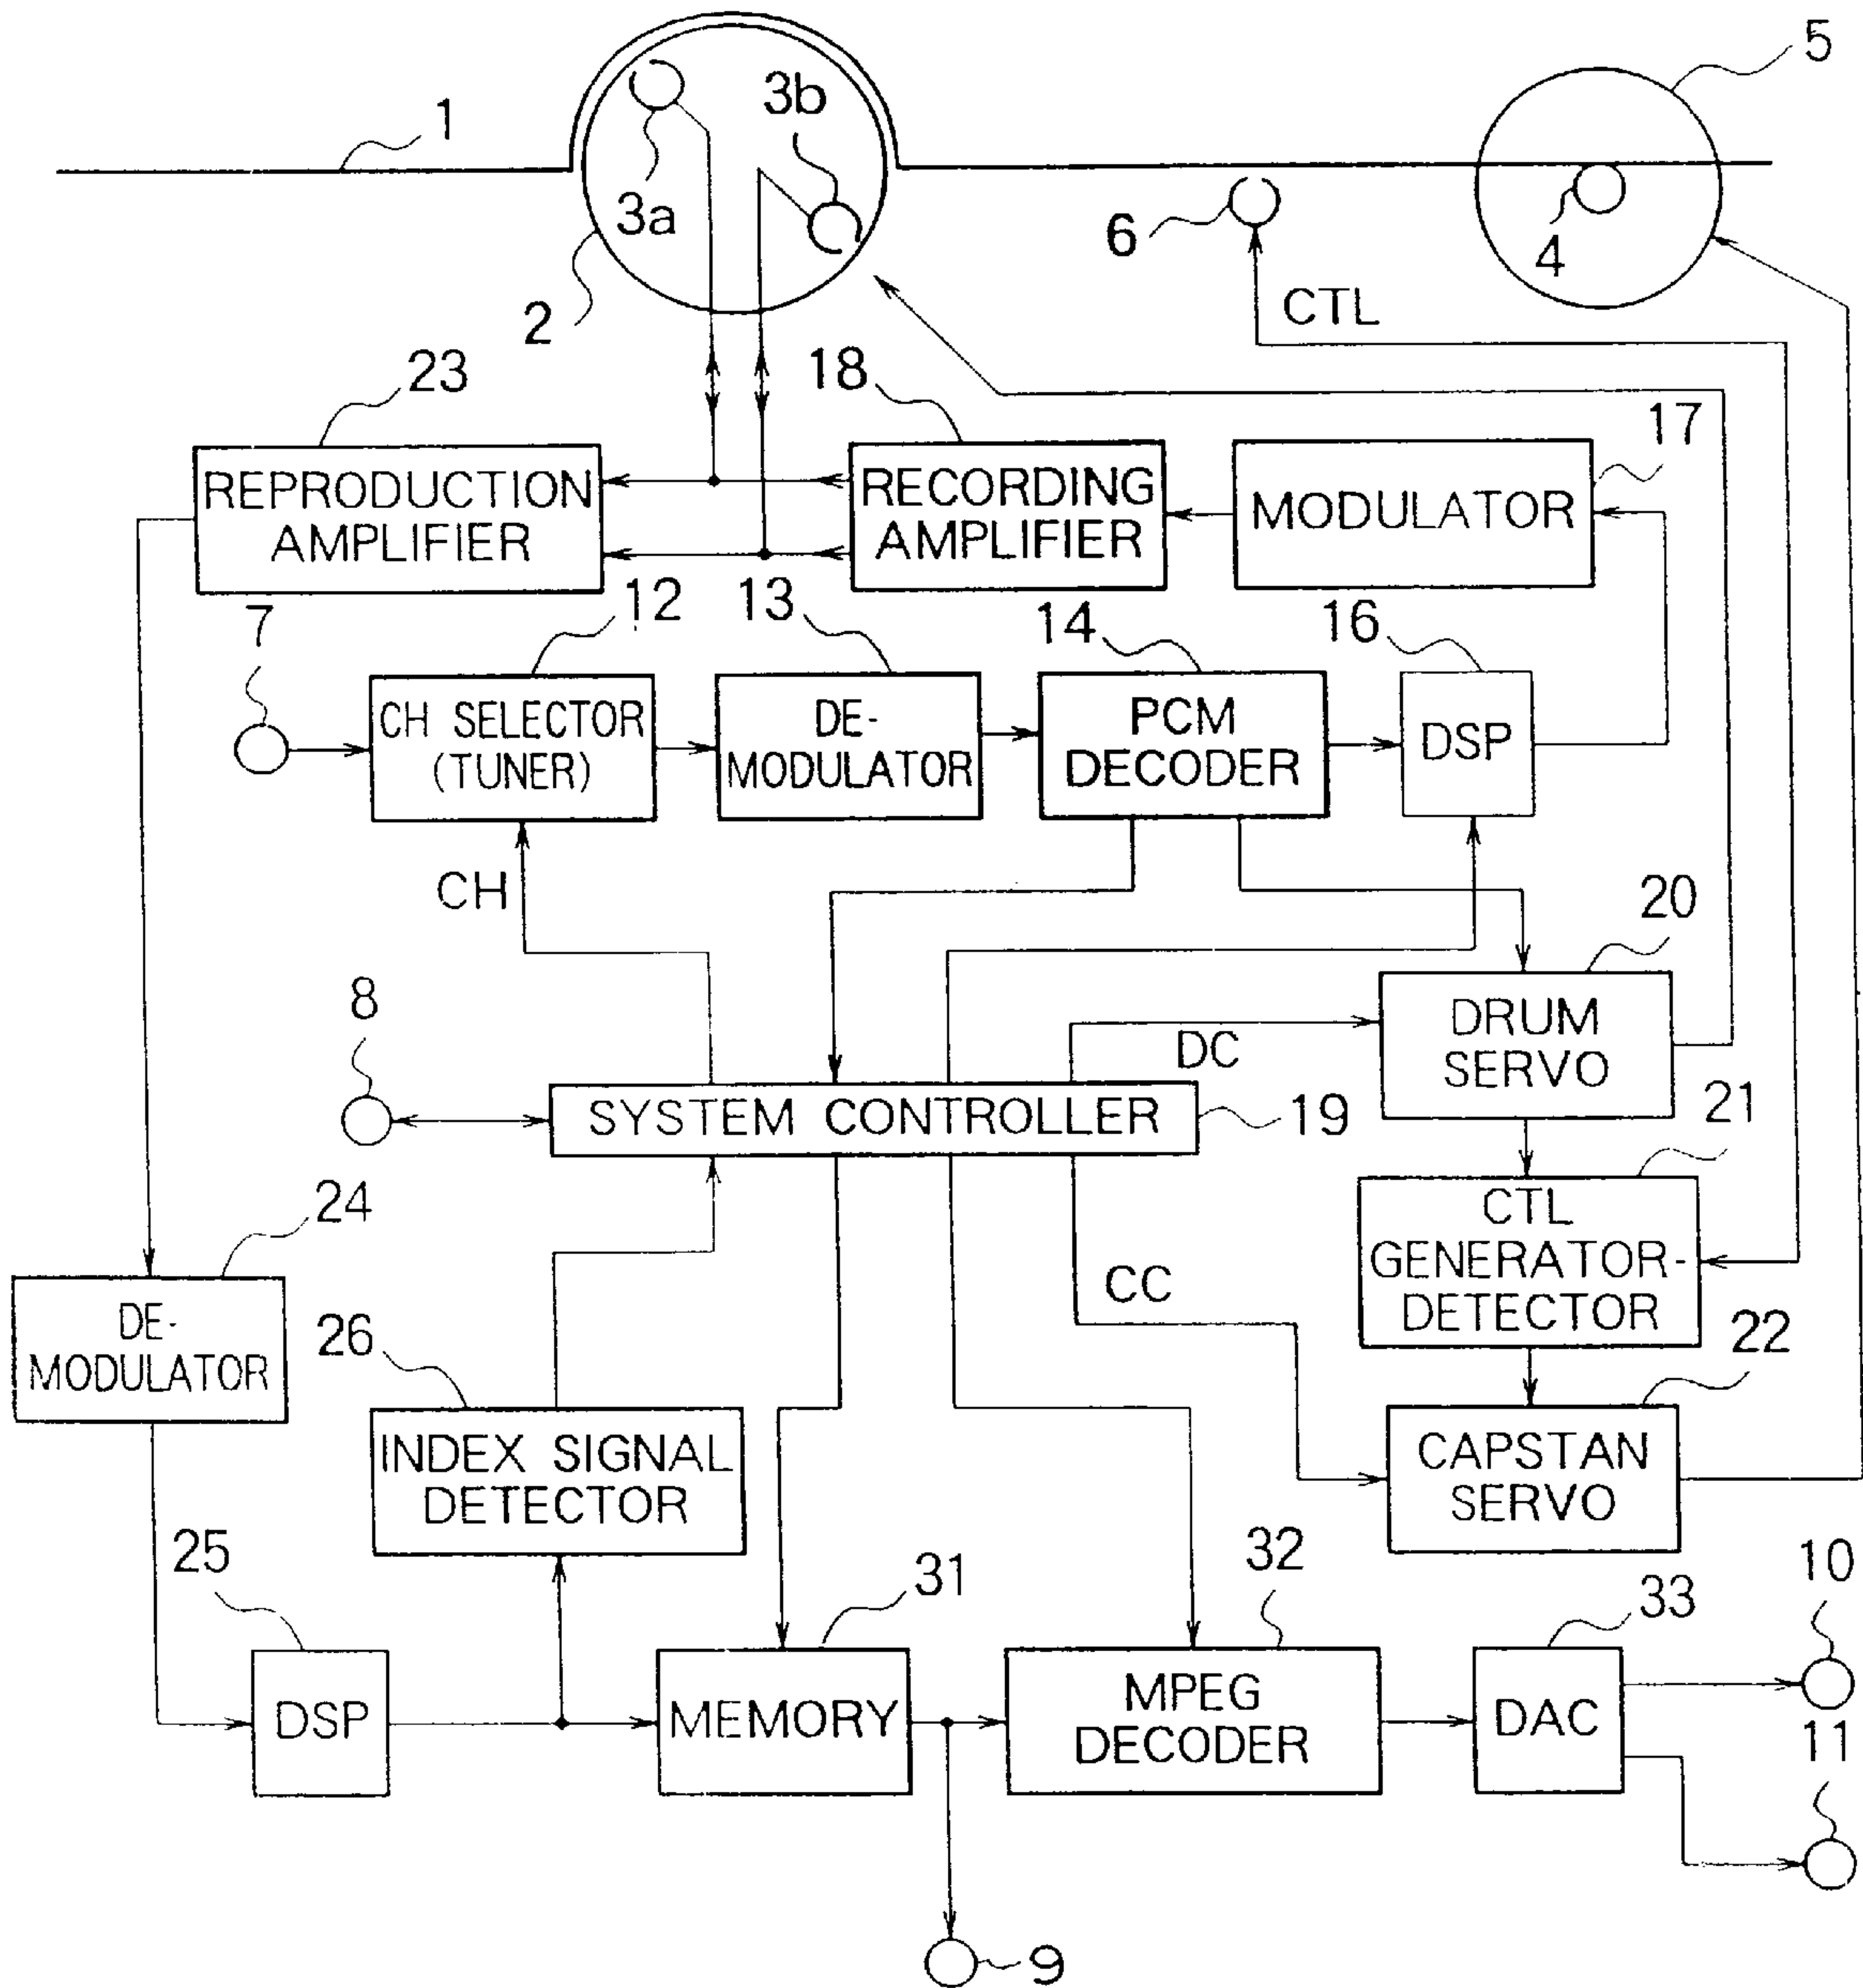 5
1
3b
3a
6
4
2
CTL
23
18
17
REPRODUCTION
AMPLIFIER
RECORDING
AMPLIFIER
MODULATOR
7
12
13
14
16
CH SELECTOR
(TUNER)
DE-
MODULATOR
PCM
DECODER
DSP
CH
20
8
DC
DRUM
SERVO
SYSTEM CONTROLLER
19
21
24
CTL
GENERATOR-
DETECTOR
CC
DE-
MODULATOR
26
22
INDEX SIGNAL
DETECTOR
CAPSTAN
SERVO
25
31
32
33
10
DSP
MEMORY
MPEG
DECODER
DAC
11
9